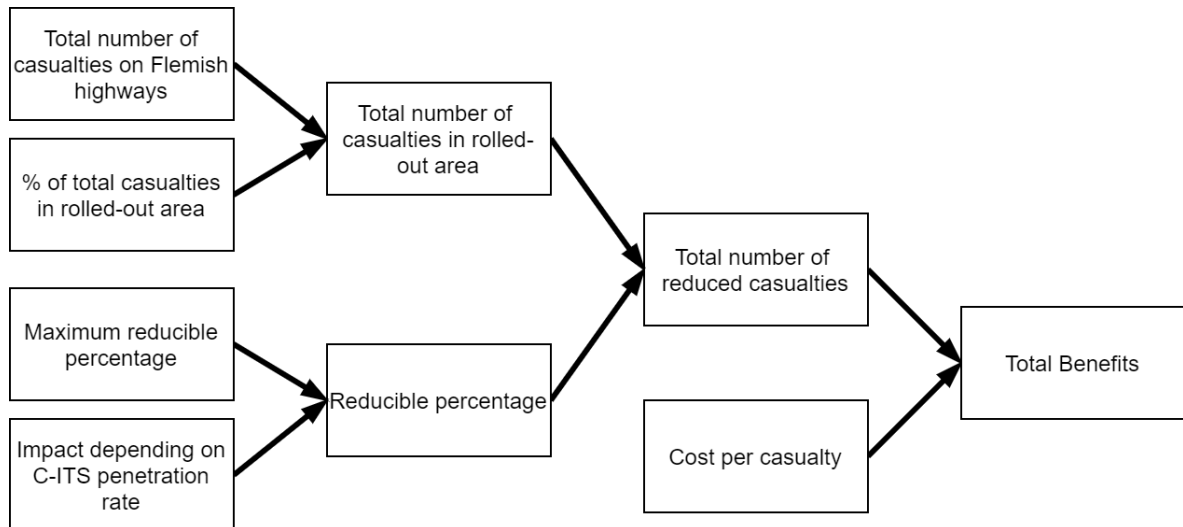 Total number of
casualties on Flemish
highways
% of total casualties
in rolled-out area
Total number of
casualties in rolled-
out area
Maximum reducible
percentage
Impact depending on
C-ITS penetration
rate
Reducible percentage
Total number of
reduced casualties
Cost per casualty
Total Benefits